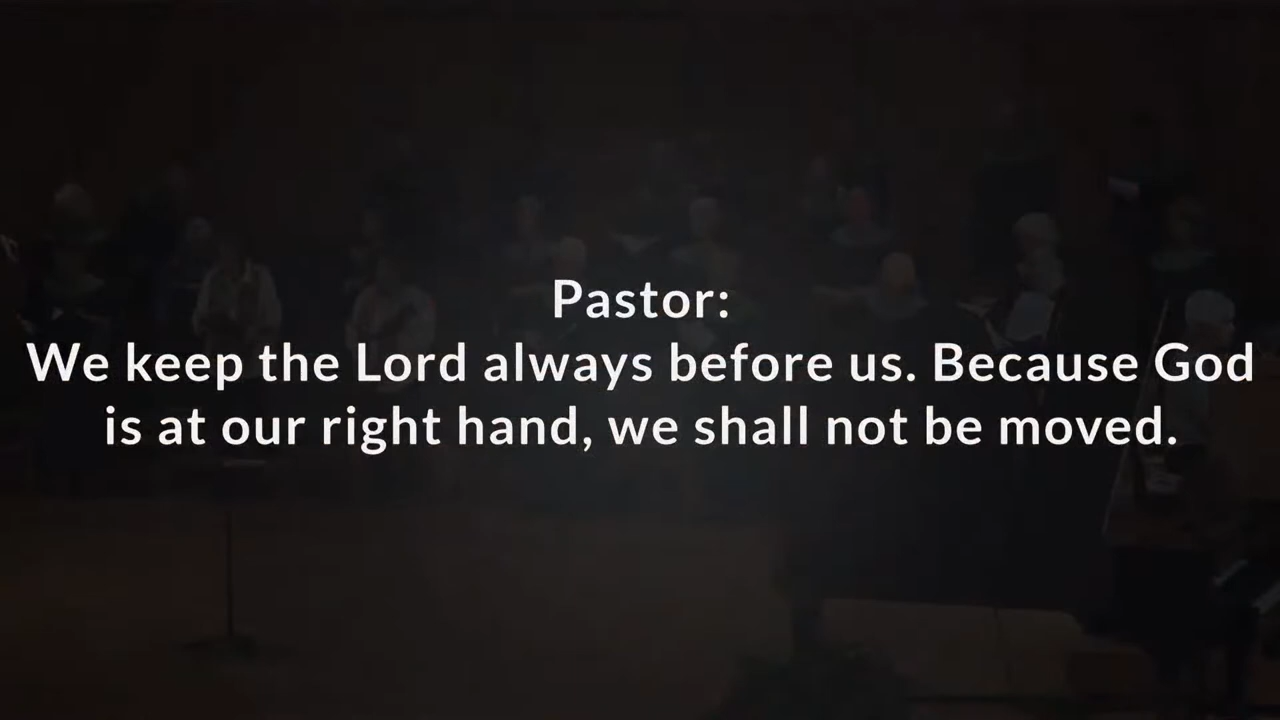 Pastor:
We keep the Lord always before us. Because God
is at our right hand, we shall not be moved.